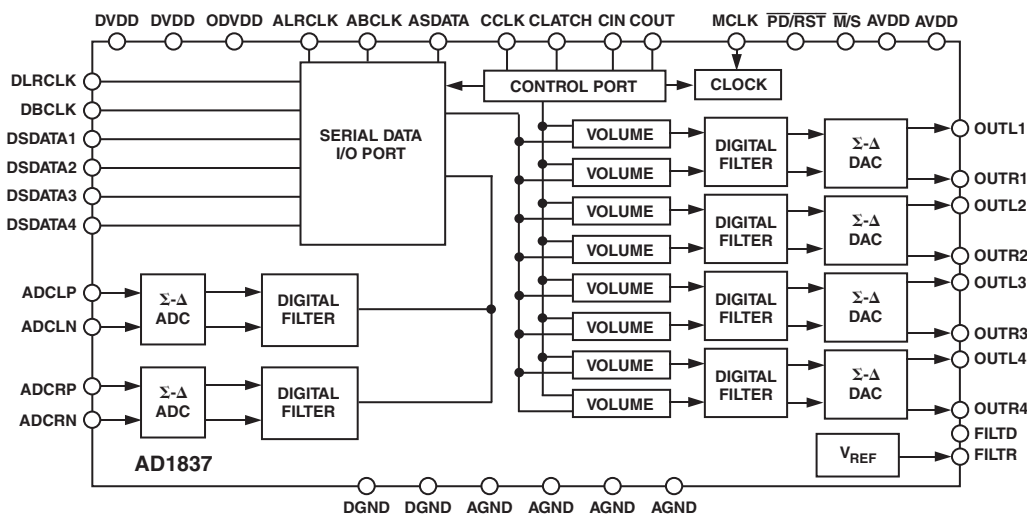 DVDD DVDD ODVDD ALRCLK ABCLK ASDATA CCLK CLATCH CIN COUT MCLK PD/RST M/S AVDD AVDD
DLRCLK
DBCLK
DSDATA1
DSDATA2
DSDATA3
DSDATA4
ADCLP
ADCLN
ADCRP
ADCRN
SERIAL DATA
I/O PORT
CONTROL PORT
CLOCK
Σ-Δ
ADC
DIGITAL
FILTER
Σ-Δ
ADC
DIGITAL
FILTER
VOLUME
VOLUME
DIGITAL
FILTER
Σ-Δ
DAC
OUTL1
OUTR1
VOLUME
VOLUME
DIGITAL
FILTER
Σ-Δ
DAC
OUTL2
OUTR2
VOLUME
VOLUME
DIGITAL
FILTER
Σ-Δ
DAC
OUTL3
OUTR3
VOLUME
VOLUME
DIGITAL
FILTER
Σ-Δ
DAC
OUTL4
OUTR4
FILTD
FILTR
VREF
AD1837
DGND DGND AGND AGND AGND AGND